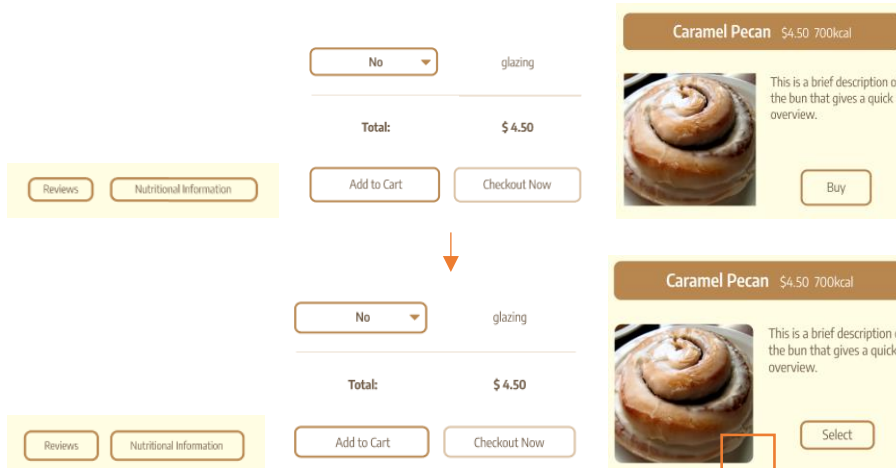 Caramel Pecan $4.50 700kcal
No glazing
This is a brief description o
the bun that gives a quick
overview.
Total: $ 4.50
Reviews Nutritional Information
Add to Cart Checkout Now
Buy
Caramel Pecan $4.50 700kcal
No glazing
This is a brief description
the bun that gives a quick
overview.
Total: $ 4.50
Reviews Nutritional Information
Add to Cart Checkout Now
Select